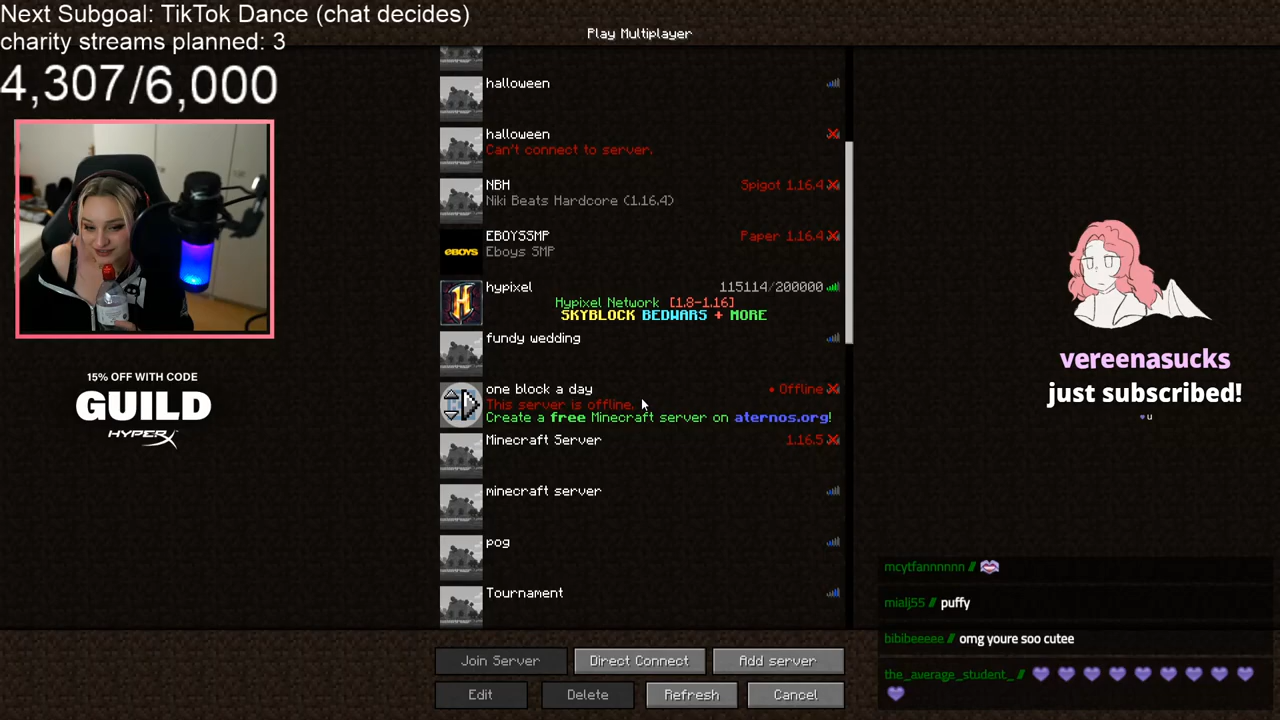 Next Subgoal: TikTok Dance (chat decides)
charity streams planned: 3
4,307/6,000
15% OFF WITH CODE
GUILD
HYPERX
Play Multiplayer
halloween
halloween
Can't connect to server.
NBH
Spigot 1.16.4
Niki Beats Hardcore (1.16.4)
EBOYSSMP
Paper 1.16.4
EBOYS
Eboys SMP
hypixel
115114/200000
H
Hypixel Network [1.8-1.16]
SKYBLOCK BEDWARS + MORE
fundy wedding
one block a day
• Offline
This server is offline.
Create a free Minecraft server on aternos.org!
Minecraft Server
1.16.5
minecraft server
pog
Tournament
Join Server
Direct Connect
Add server
Edit
Delete
Refresh
Cancel
vereenasucks
just subscribed!
u
mcytfannnnnn //
mialj55 // puffy
bibibeeeee // omg youre soo cutee
the_average_student_ //